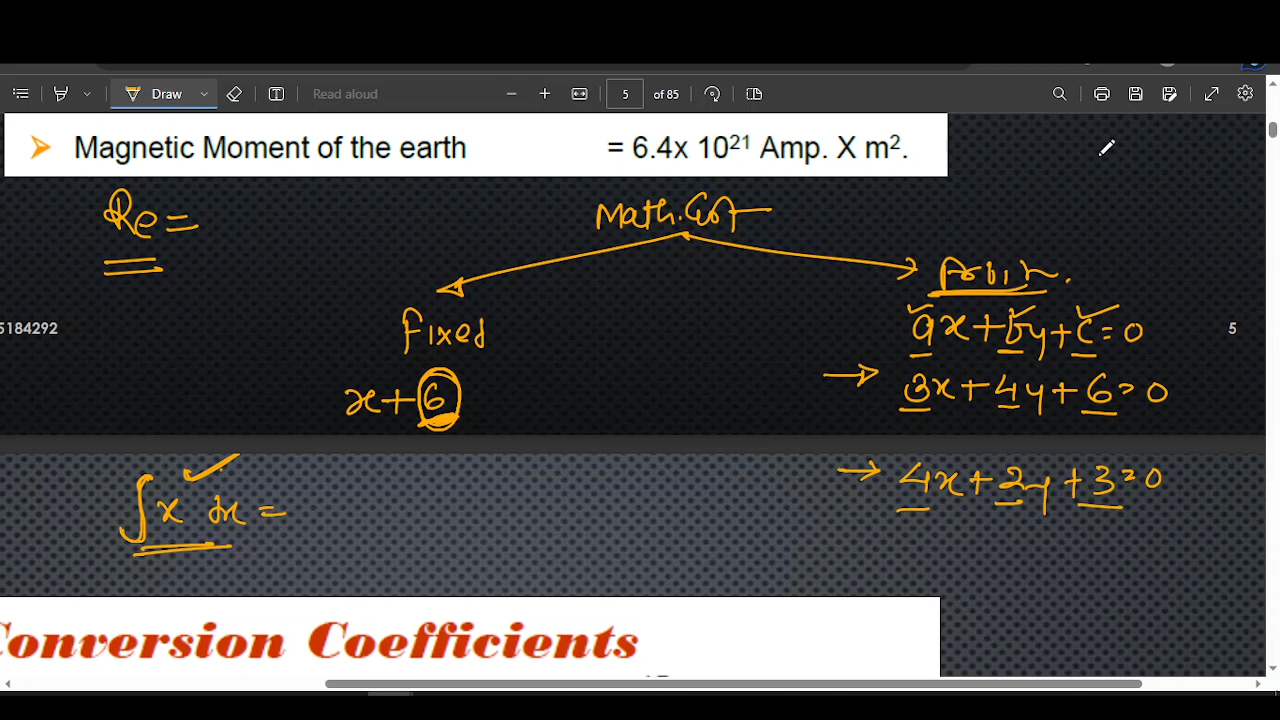 Draw
Read aloud
5 of 85
Magnetic Moment of the earth = 6.4x 10²¹ Amp. X m².
Re=
Math.
Fixed
ax+by+c=0
5184292
5
x+6
3x+4y+6=0
∫x dx=
4x+2y+3=0
Conversion Coefficients